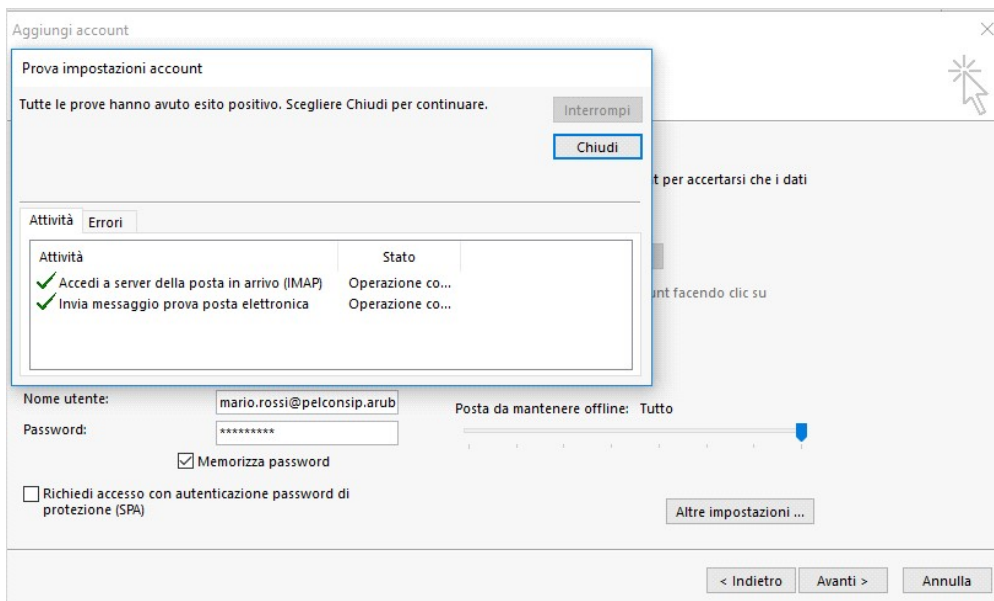 Aggiungi account
Prova impostazioni account
Tutte le prove hanno avuto esito positivo. Scegliere Chiudi per continuare.
Interrompi
Chiudi
t per accertarsi che i dati
Attività Errori
Attività Stato
Accedi a server della posta in arrivo (IMAP) Operazione co...
Invia messaggio prova posta elettronica Operazione co...
unt facendo clic su
Nome utente: mario.rossi@pelconsip.arub
Posta da mantenere offline: Tutto
Password: *********
Memorizza password
Richiedi accesso con autenticazione password di
protezione (SPA)
Altre impostazioni ...
< Indietro Avanti > Annulla